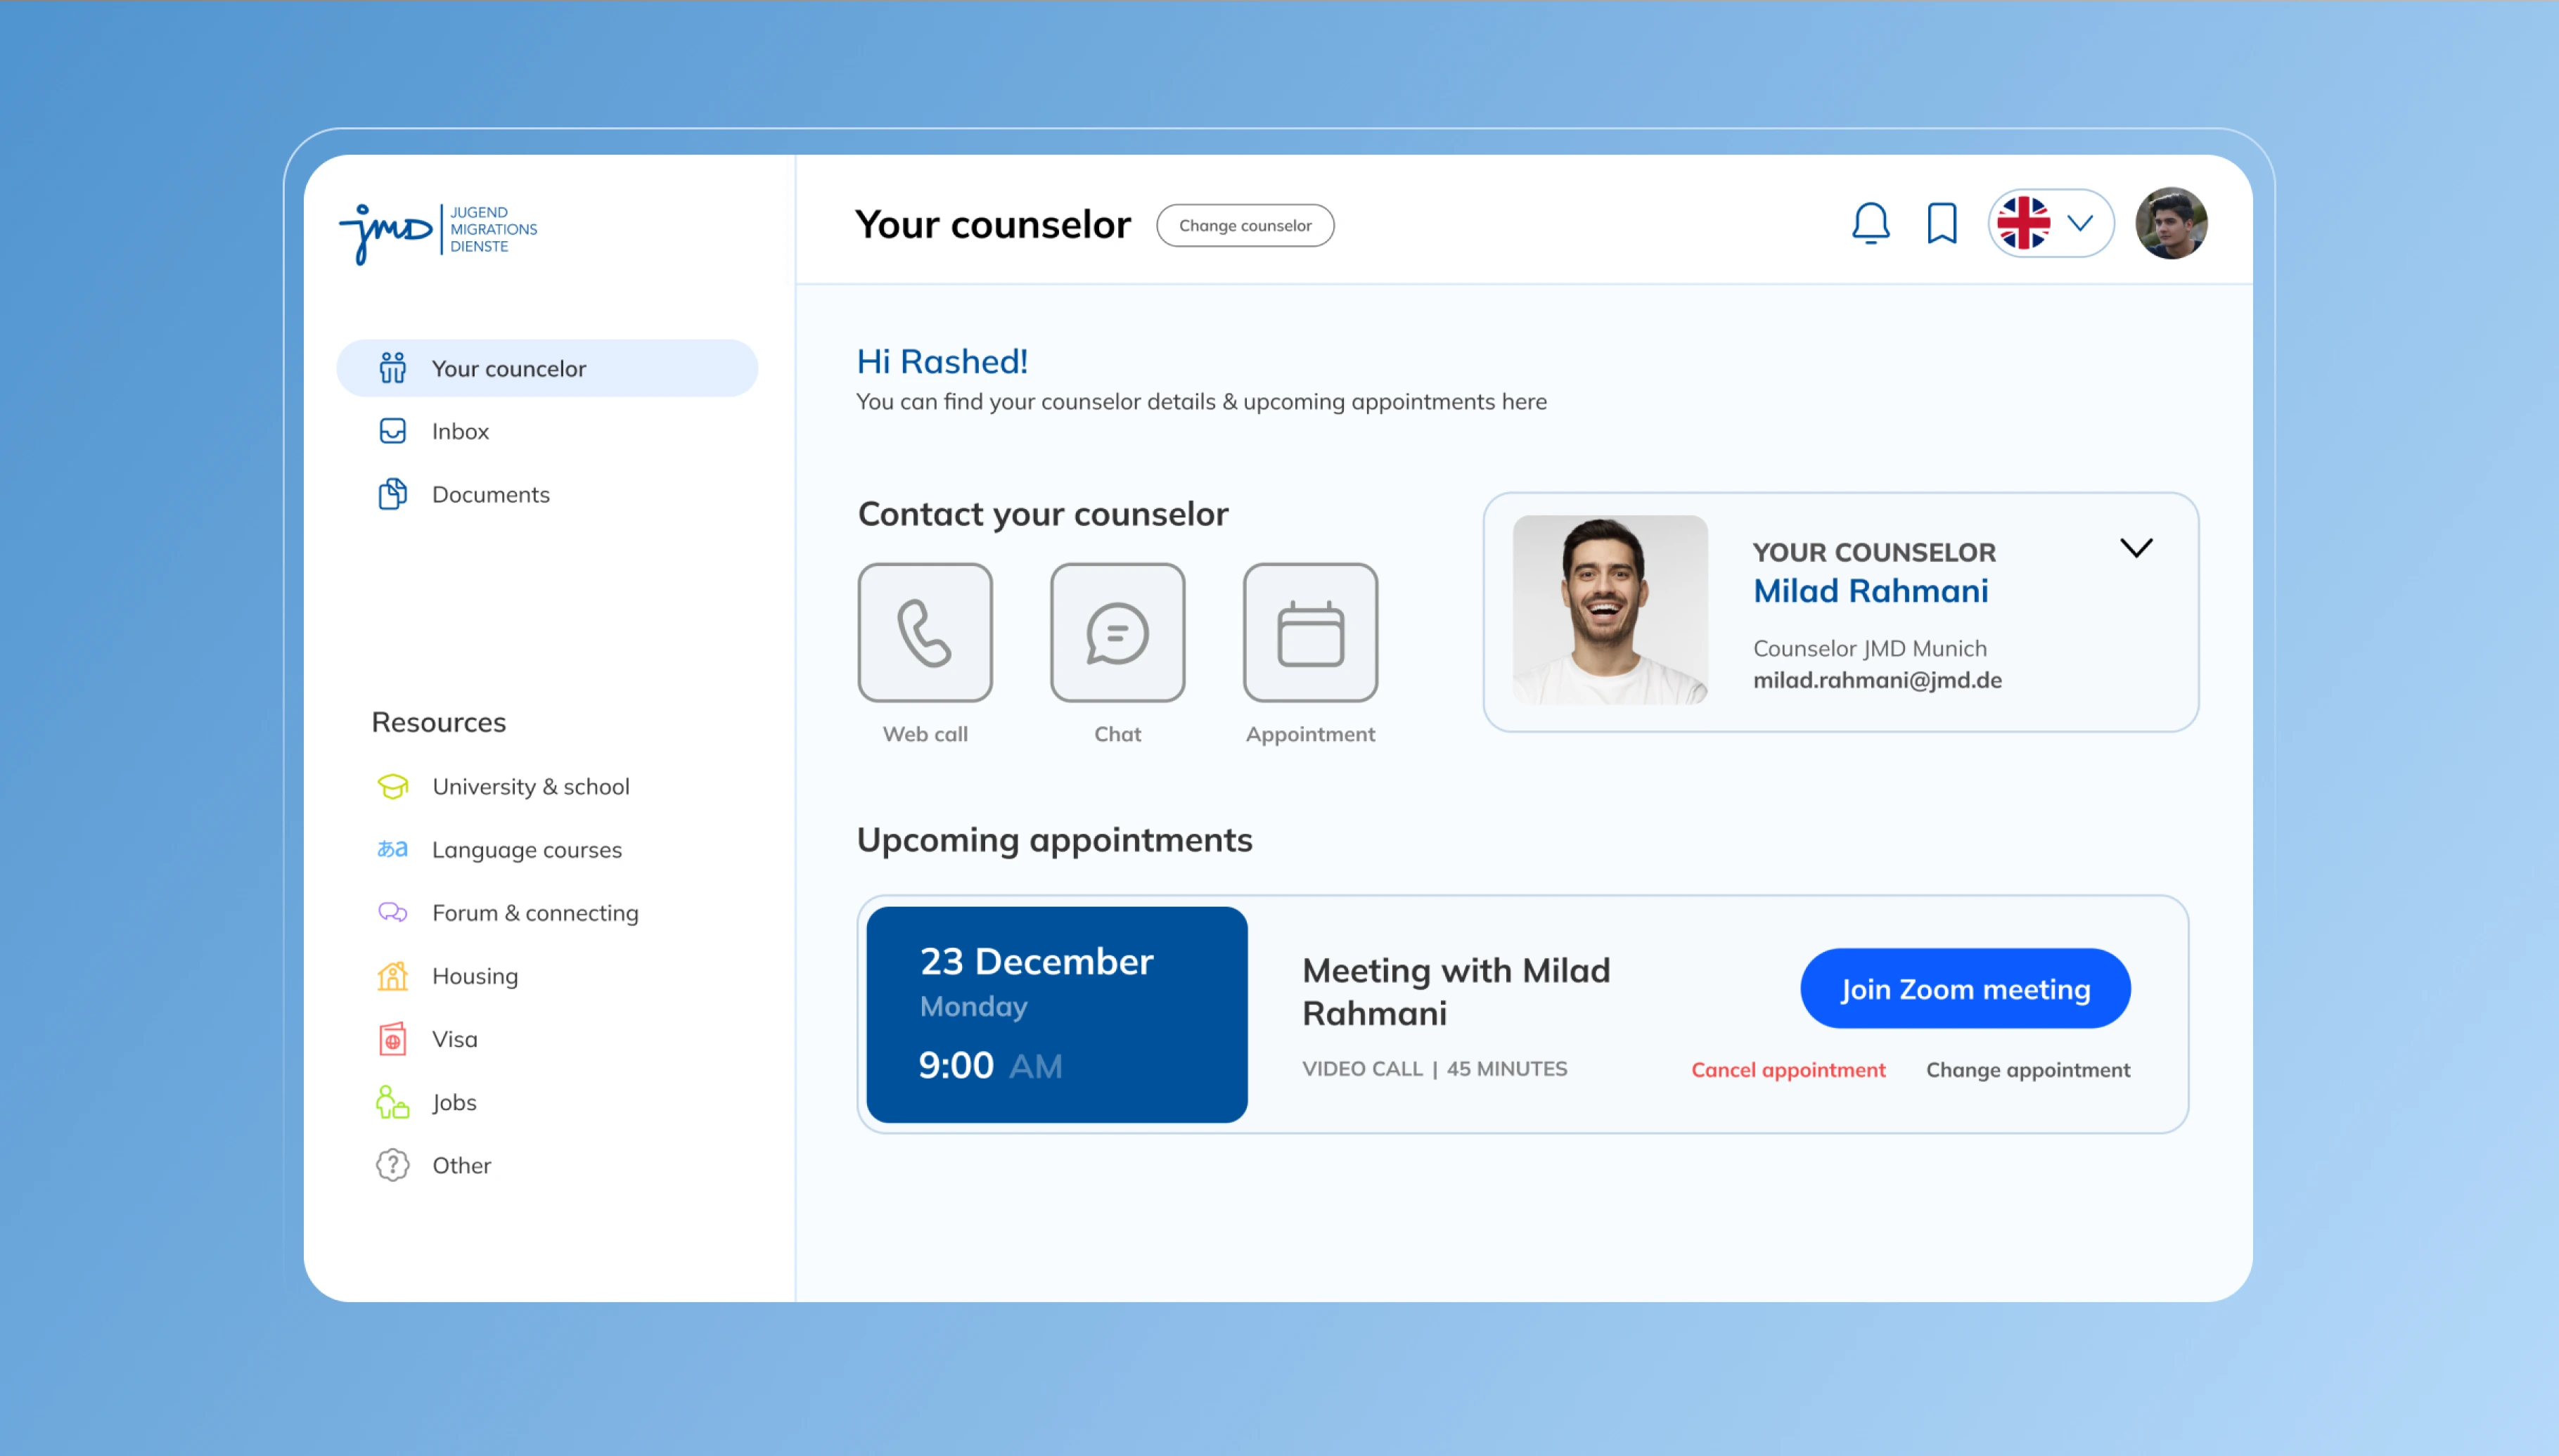 jMD
JUGEND
MIGRATIONS
DIENSTE
Your councelor
Inbox
Documents
Resources
University & school
あa
Language courses
Forum & connecting
Housing
Visa
Jobs
?
Other
Your counselor
Change counselor
Hi Rashed!
You can find your counselor details & upcoming appointments here
Contact your counselor
Web call
Chat
Appointment
YOUR COUNSELOR
Milad Rahmani
Counselor JMD Munich
milad.rahmani@jmd.de
Upcoming appointments
23 December
Monday
9:00 AM
Meeting with Milad
Rahmani
VIDEO CALL | 45 MINUTES
Join Zoom meeting
Cancel appointment
Change appointment